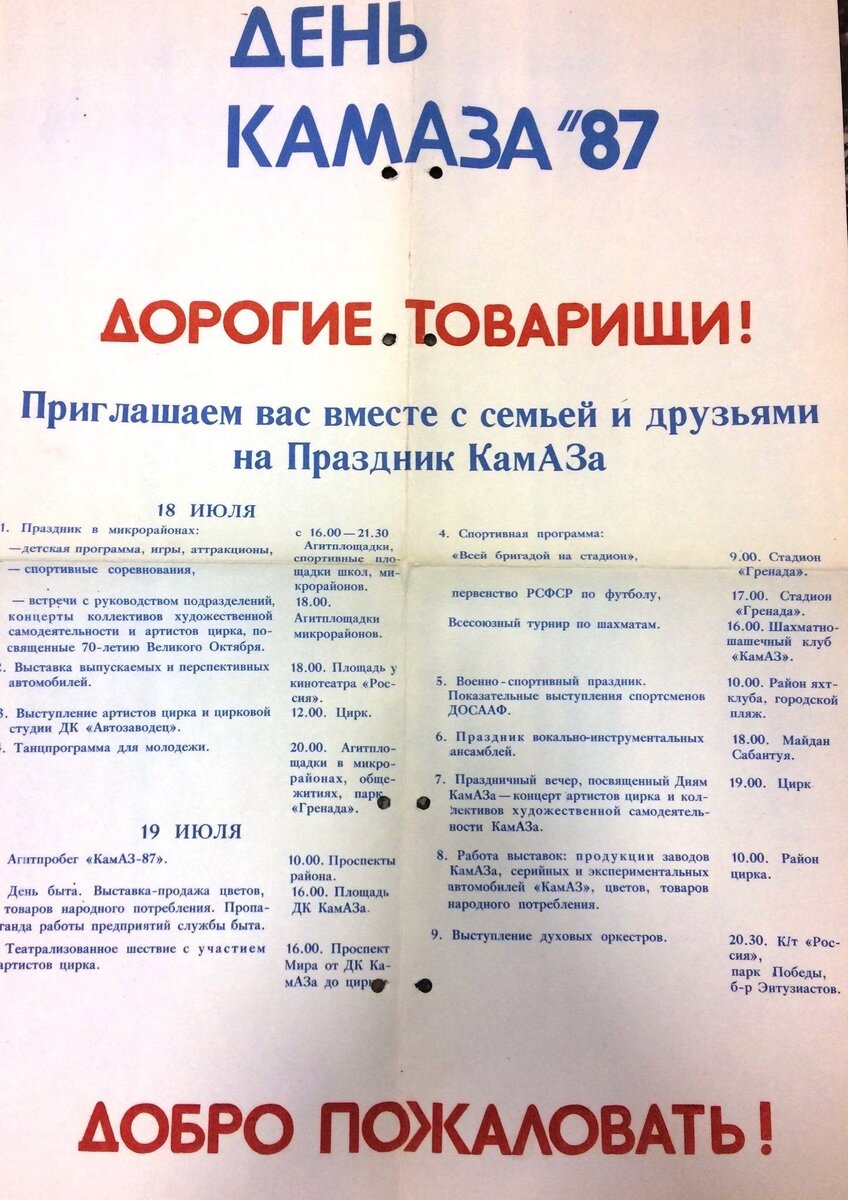 ДЕНЬ
КАМАЗА "87
ДОРОГИЕ ТОВАРИЩИ!
Приглашаем вас вместе с семьей и друзьями
на Праздник КамАЗа
18 ИЮЛЯ
1. Праздник в микрорайонах:
—детская программа, игры, аттракционы,
— спортивные соревнования,
с 16.00—21.30
Агитплощадки,
спортивные пло-
щадки школ, ми-
крорайонов.
— встречи с руководством подразделений,
концерты коллективов художественной
самодеятельности и артистов цирка, по-
священные 70-летию Великого Октября.
18.00.
Агитплощадки
микрорайонов.
2. Выставка выпускаемых и перспективных
автомобилей.
18.00. Площадь у
кинотеатра «Рос-
сия».
3. Выступление артистов цирка и цирковой
студии ДК «Автозаводец».
12.00. Цирк.
. Танцпрограмма для молодежи.
20.00. Агитпло-
щадки в микро-
районах, обще-
житиях, парк
«Гренада».
19 ИЮЛЯ
Агитпробег «КамАЗ-87».
10.00. Проспекты
района.
День быта. Выставка-продажа цветов,
товаров народного потребления. Пропа-
ганда работы предприятий службы быта.
16.00. Площадь
ДК КамАЗа.
Театрализованное шествие с участием
артистов цирка.
16.00. Проспект
Мира от ДК Ка-
мАЗа до цирк
4. Спортивная программа:
«Всей бригадой на стадион»,
9.00. Стадион
«Гренада».
первенство РСФСР по футболу,
17.00. Стадион
«Гренада».
Всесоюзный турнир по шахматам.
16.00. Шахматно-
шашечный клуб
«КамАЗ».
5. Военно-спортивный праздник.
Показательные выступления спортсменов
ДОСААФ.
10.00. Район яхт-
клуба, городской
пляж.
6. Праздник вокально-инструментальных
ансамблей.
18.00. Майдан
Сабантуя.
7. Праздничный вечер, посвященный Дням
КамАЗа—концерт артистов цирка и кол-
лективов художественной самодеятель-
ности КамАЗа.
19.00. Цирк
8. Работа выставок: продукции заводов
КамАЗа, серийных и экспериментальных
автомобилей «КамАЗ», цветов, товаров
народного потребления.
10.00. Район
цирка.
9. Выступление духовых оркестров.
20.30. К/т «Рос-
сия»,
парк Победы,
б-р Энтузиастов.
ДОБРО ПОЖАЛОВАТЬ!